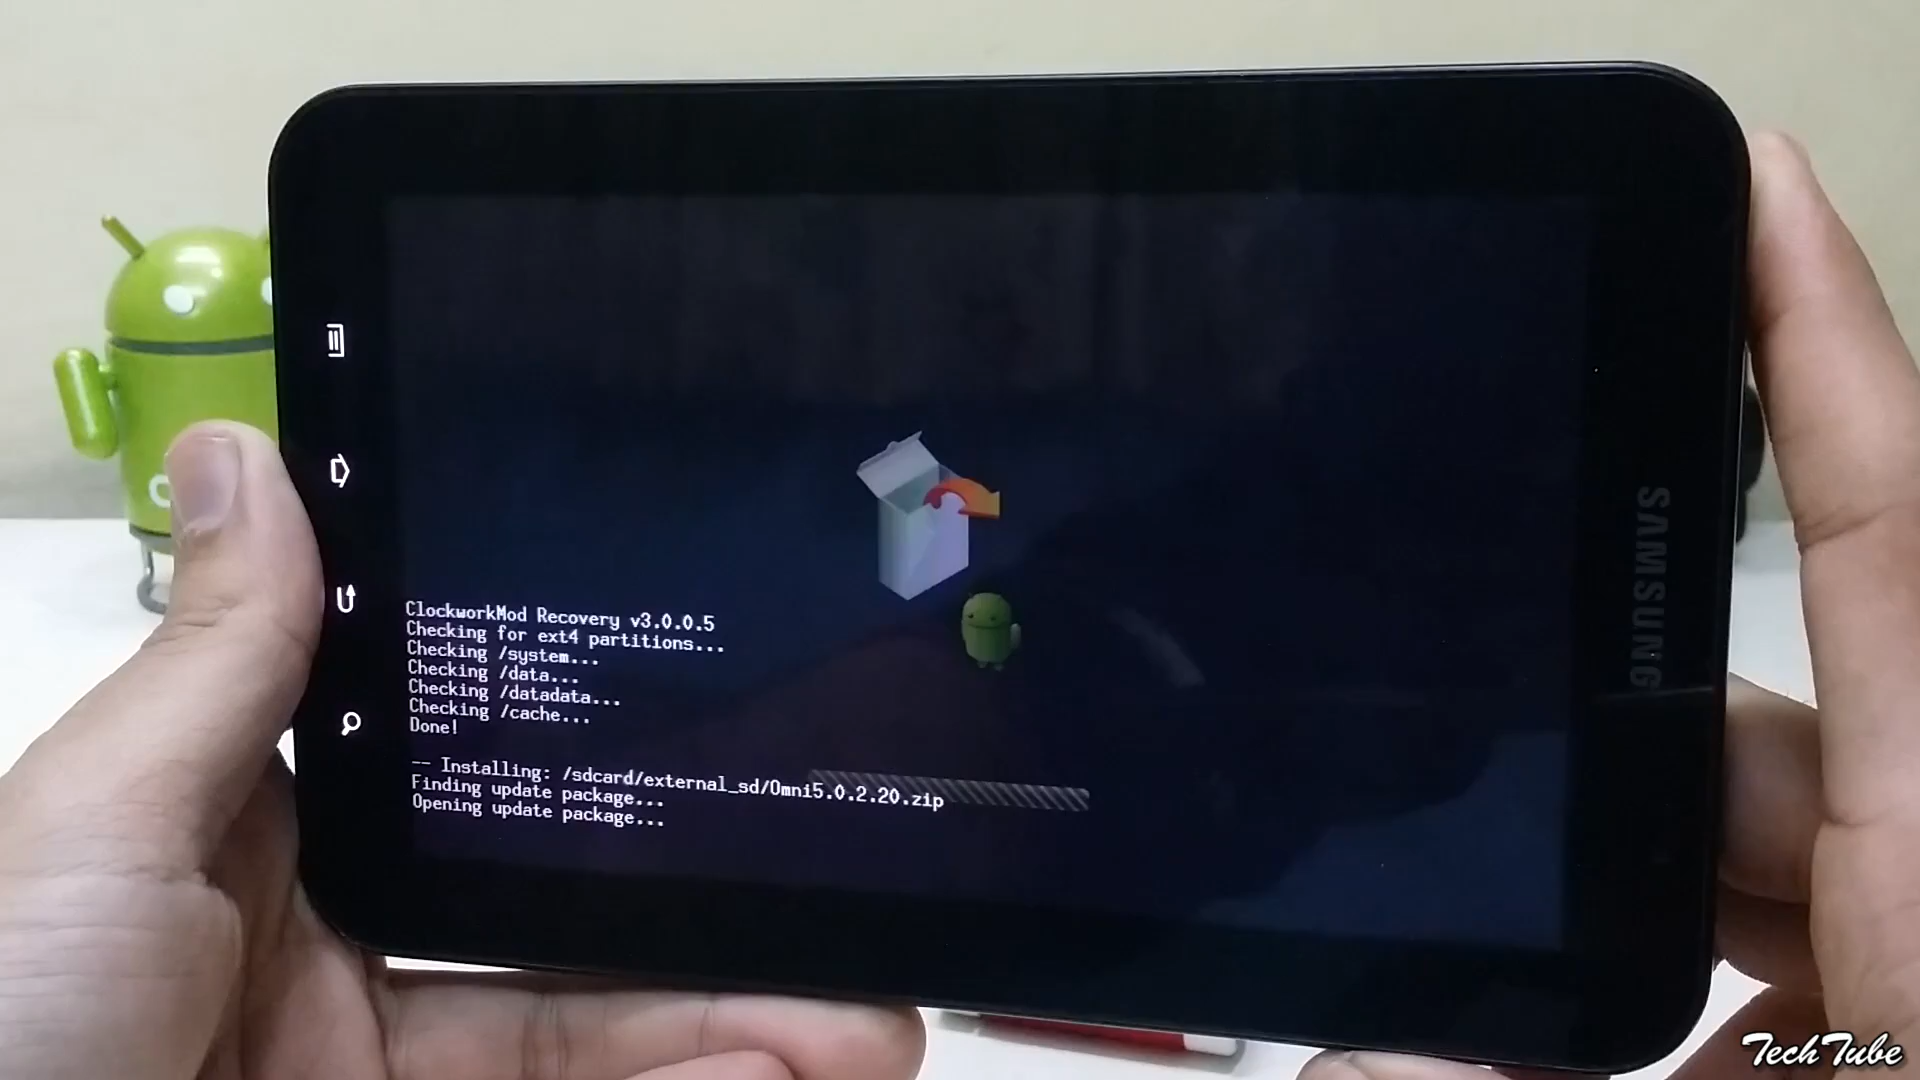 ClockworkMod Recovery v3.0.0.5
Checking for ext4 partitions...
Checking /system...
Checking /data...
Checking /datadata...
Checking /cache...
Done!
-- Installing: /sdcard/external_sd/Omni5.0.2.20.zip
Finding update package...
Opening update package...
SAMSUNG
TechTube